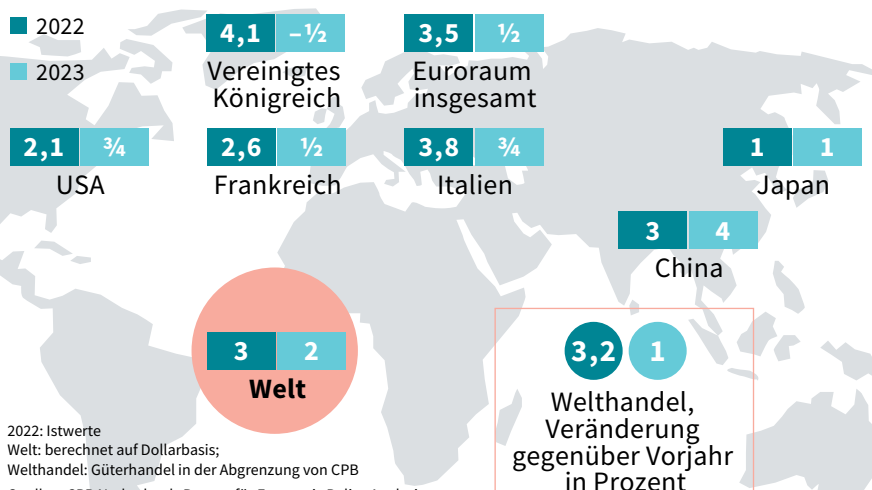 2022
2023
4,1 –½
Vereinigtes
Königreich
3,5 ½
Euroraum
insgesamt
2,1 ¾
USA
2,6 ½
Frankreich
3,8 ¾
Italien
1 1
Japan
3 4
China
3 2
Welt
3,2 1
Welthandel,
Veränderung
gegenüber Vorjahr
in Prozent
2022: Istwerte
Welt: berechnet auf Dollarbasis;
Welthandel: Güterhandel in der Abgrenzung von CPB